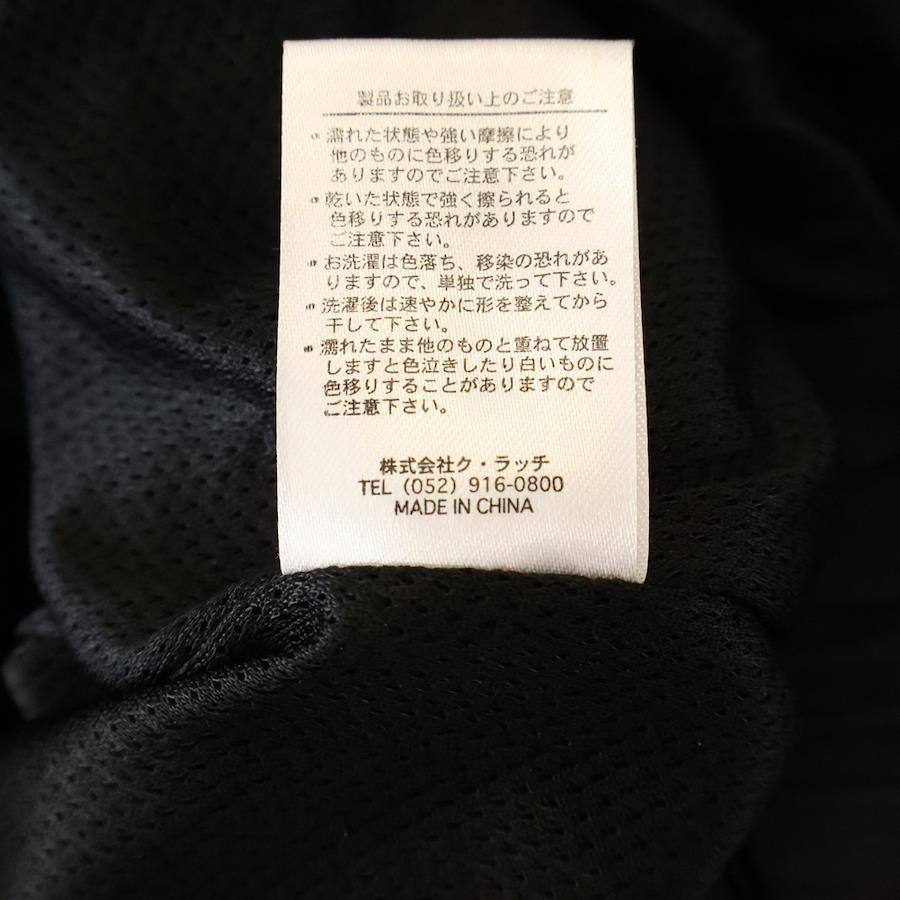 製品お取り扱い上のご注意
濡れた状態や強い摩擦により
他のものに色移りする恐れが
ありますのでご注意下さい。
乾いた状態で強く擦られると
色移りする恐れがありますので
ご注意下さい。
お洗濯は色落ち、移染の恐れがあ
りますので、単独で洗って下さい。
洗濯後は速やかに形を整えてから
干して下さい。
濡れたまま他のものと重ねて放置
しますと色泣きしたり白いものに
色移りすることがありますので
ご注意下さい。
株式会社ク・ラッチ
TEL (052) 916-0800
MADE IN CHINA